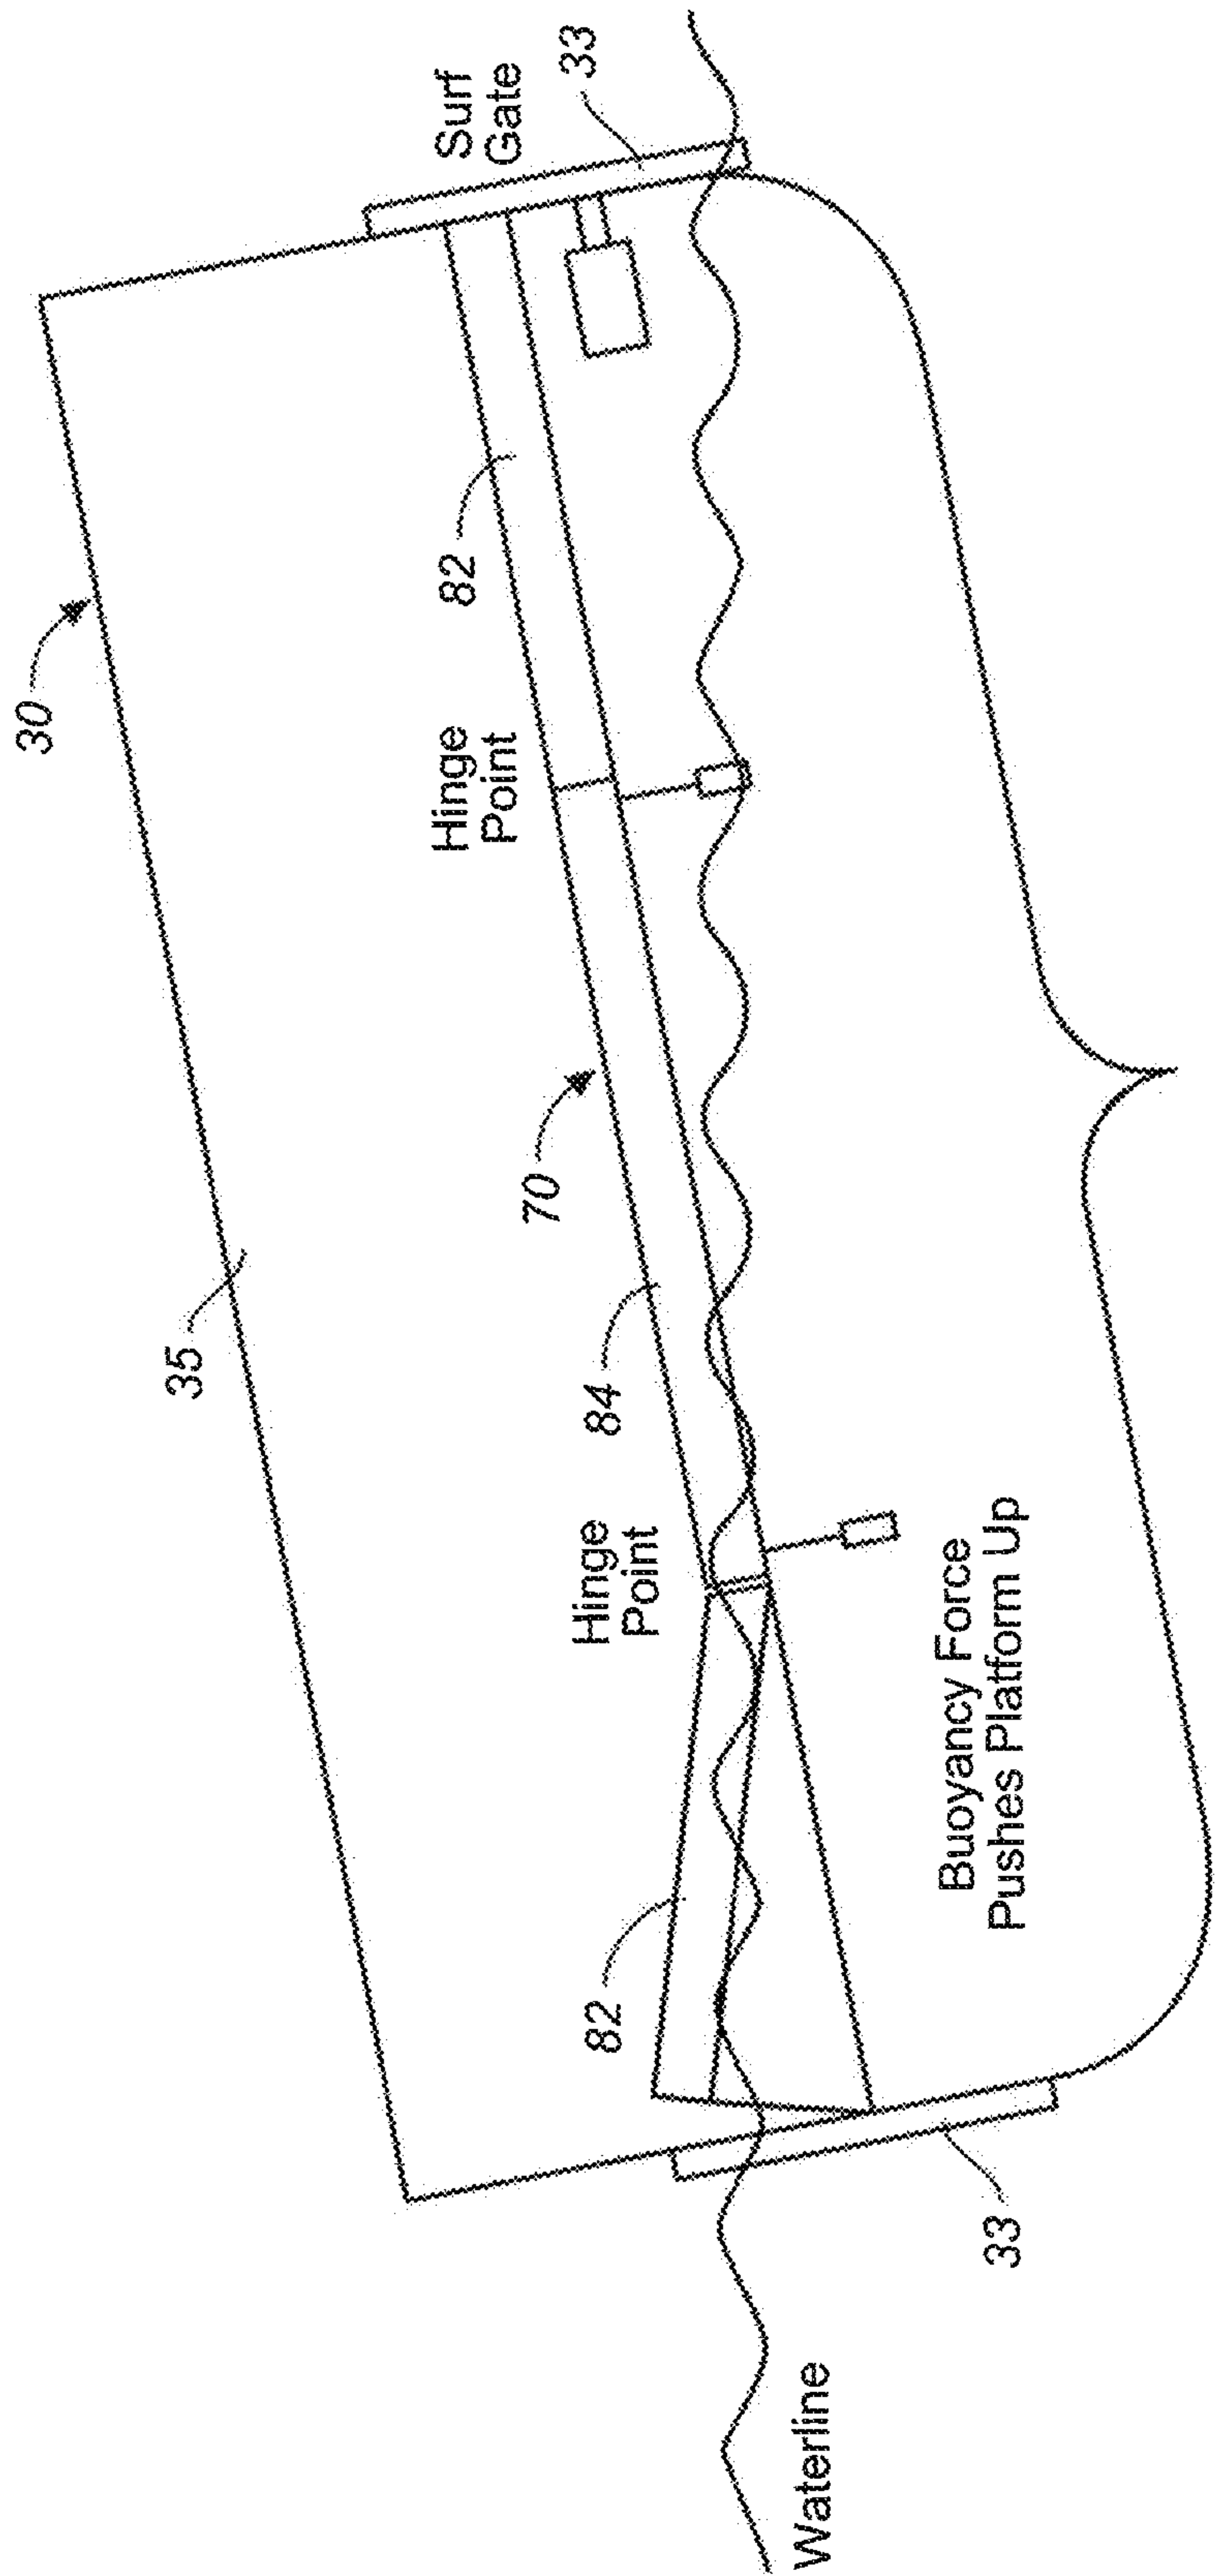 30
35
Hinge
Point
82
Surf
Gate
70
33
82
Hinge
Point
84
Waterline
Buoyancy Force
Pushes Platform Up
33